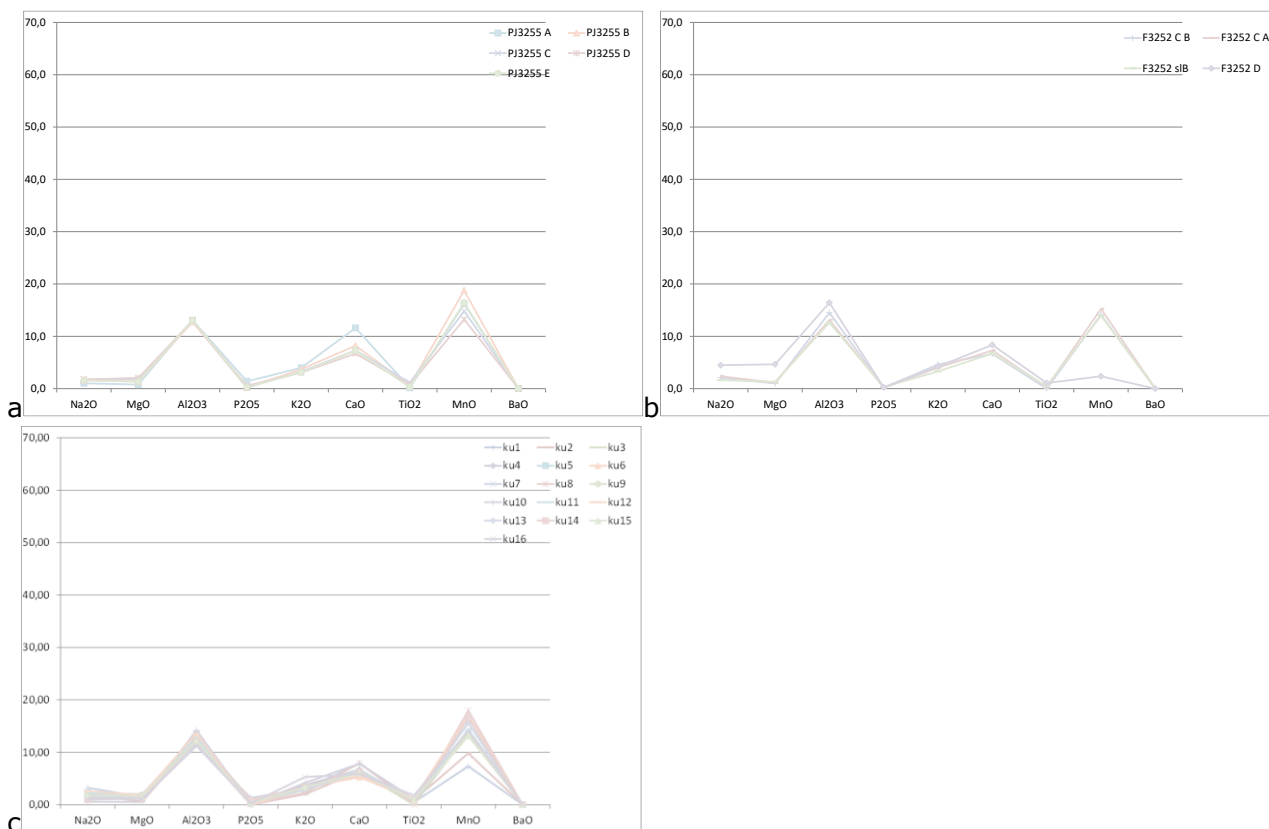 70,0
PJ3255 A PJ3255 B
PJ3255 C PJ3255 D
PJ3255 E
60,0
50,0
40,0
30,0
20,0
10,0
0,0
Na2O MgO Al2O3 P2O5 K2O CaO TiO2 MnO BaO
a
70,0
F3252 C B F3252 C A
F3252 slB F3252 D
60,0
50,0
40,0
30,0
20,0
10,0
0,0
Na2O MgO Al2O3 P2O5 K2O CaO TiO2 MnO BaO
b
70,00
ku1 ku2 ku3
ku4 ku5 ku6
ku7 ku8 ku9
ku10 ku11 ku12
ku13 ku14 ku15
ku16
60,00
50,00
40,00
30,00
20,00
10,00
0,00
Na2O MgO Al2O3 P2O5 K2O CaO TiO2 MnO BaO
c